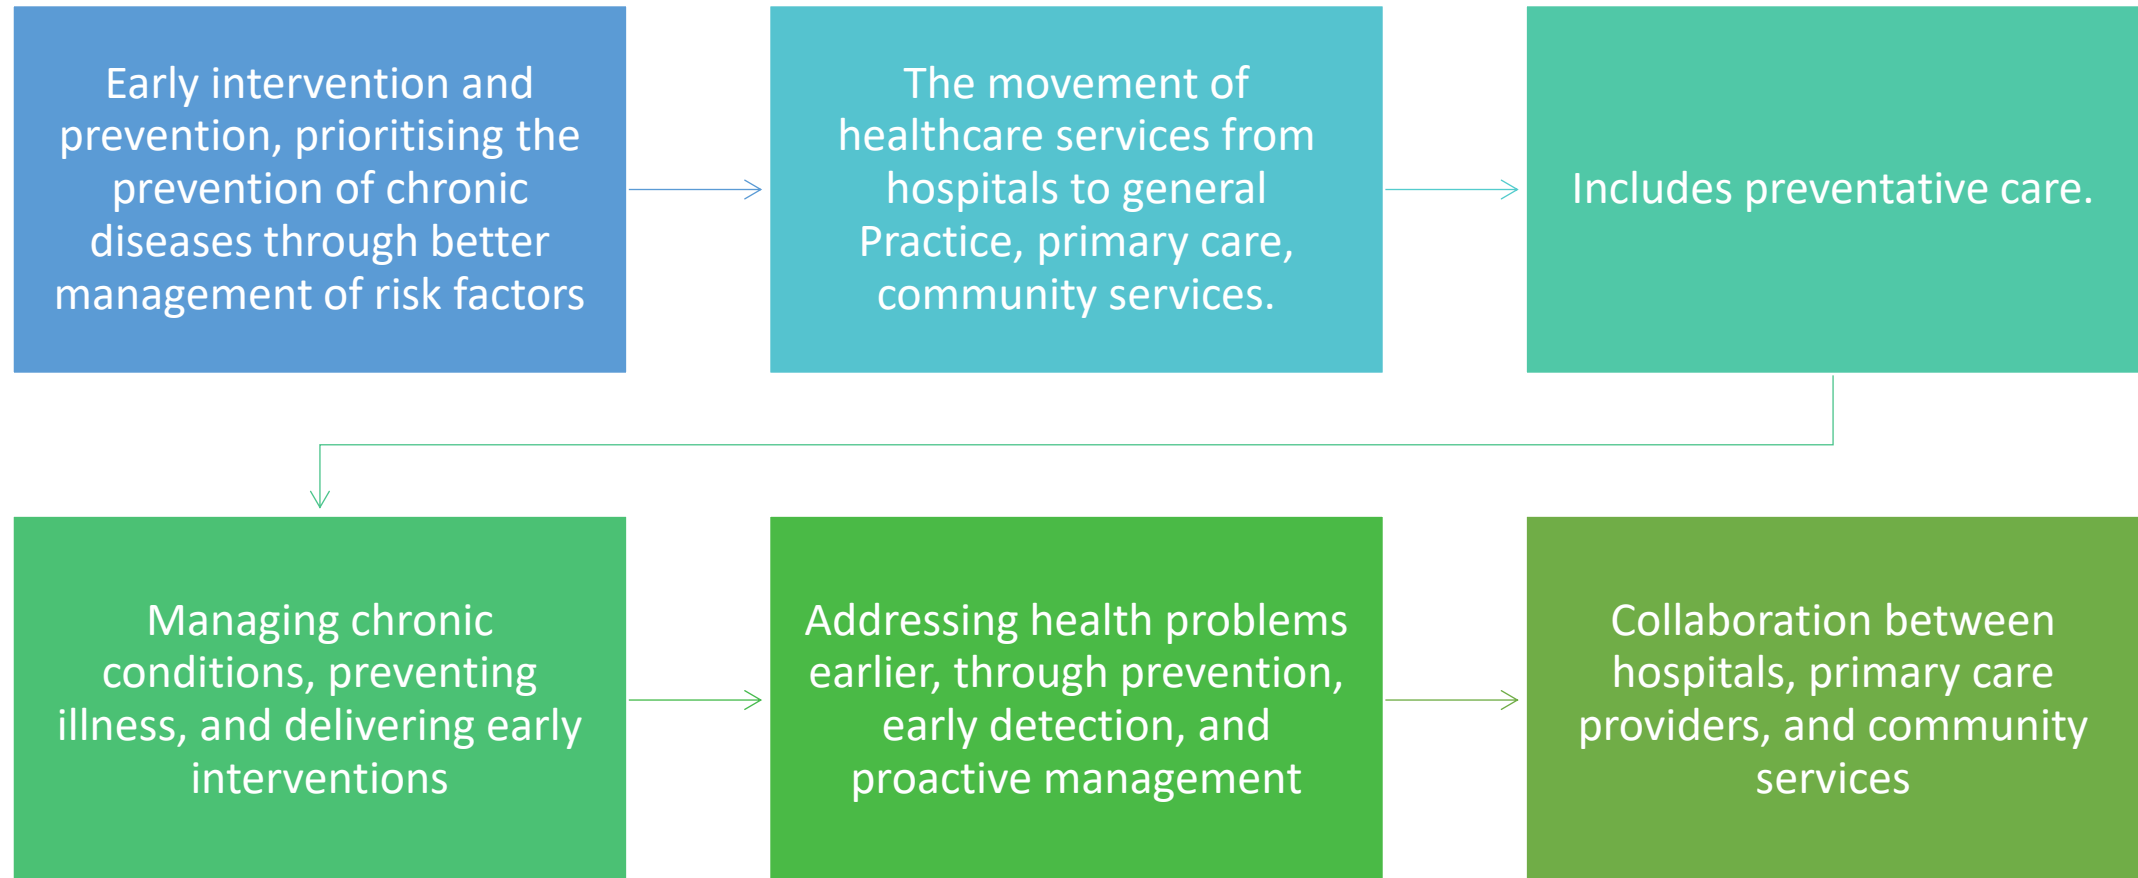 Early intervention and
prevention, prioritising the
prevention of chronic
diseases through better
management of risk factors
The movement of
healthcare services from
hospitals to general
Practice, primary care,
community services.
Includes preventative care.
Managing chronic
conditions, preventing
illness, and delivering early
interventions
Addressing health problems
earlier, through prevention,
early detection, and
proactive management
Collaboration between
hospitals, primary care
providers, and community
services